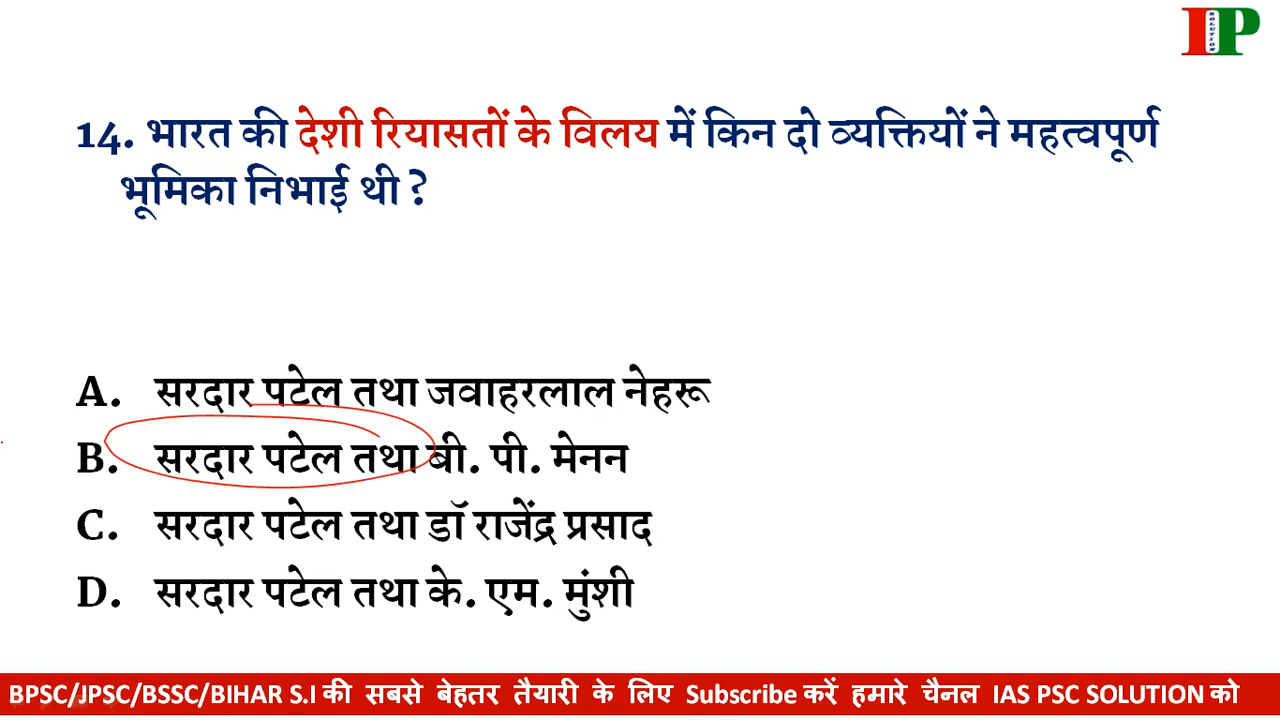 IP
SOLUTION
14. भारत की देशी रियासतों के विलय में किन दो व्यक्तियों ने महत्वपूर्ण
भूमिका निभाई थी ?
A. सरदार पटेल तथा जवाहरलाल नेहरू
B. सरदार पटेल तथा बी. पी. मेनन
C. सरदार पटेल तथा डॉ राजेंद्र प्रसाद
D. सरदार पटेल तथा के. एम. मुंशी
BPSC/JPSC/BSSC/BIHAR S.I की सबसे बेहतर तैयारी के लिए Subscribe करें हमारे चैनल IAS PSC SOLUTION को